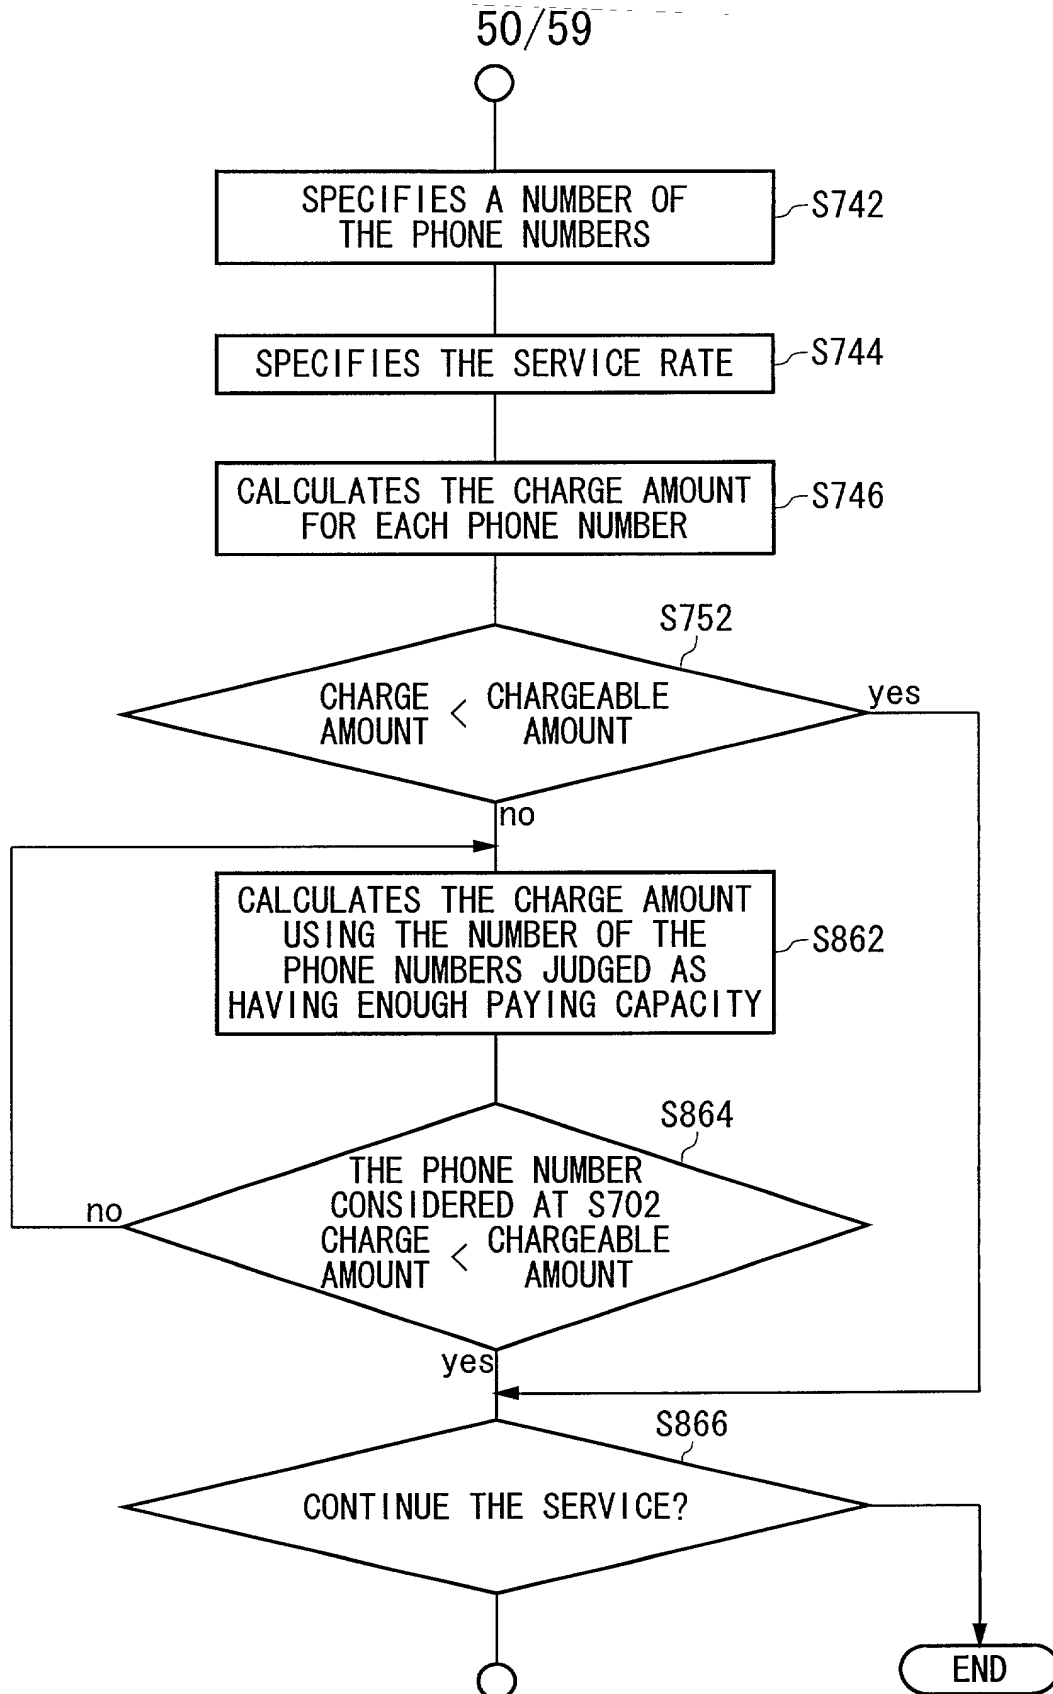 50/59
SPECIFIES A NUMBER OF
THE PHONE NUMBERS
S742
SPECIFIES THE SERVICE RATE
S744
CALCULATES THE CHARGE AMOUNT
FOR EACH PHONE NUMBER
S746
S752
CHARGE AMOUNT < CHARGEABLE AMOUNT
yes
no
CALCULATES THE CHARGE AMOUNT
USING THE NUMBER OF THE
PHONE NUMBERS JUDGED AS
HAVING ENOUGH PAYING CAPACITY
S862
S864
THE PHONE NUMBER
CONSIDERED AT S702
CHARGE AMOUNT < CHARGEABLE AMOUNT
no
yes
S866
CONTINUE THE SERVICE?
END